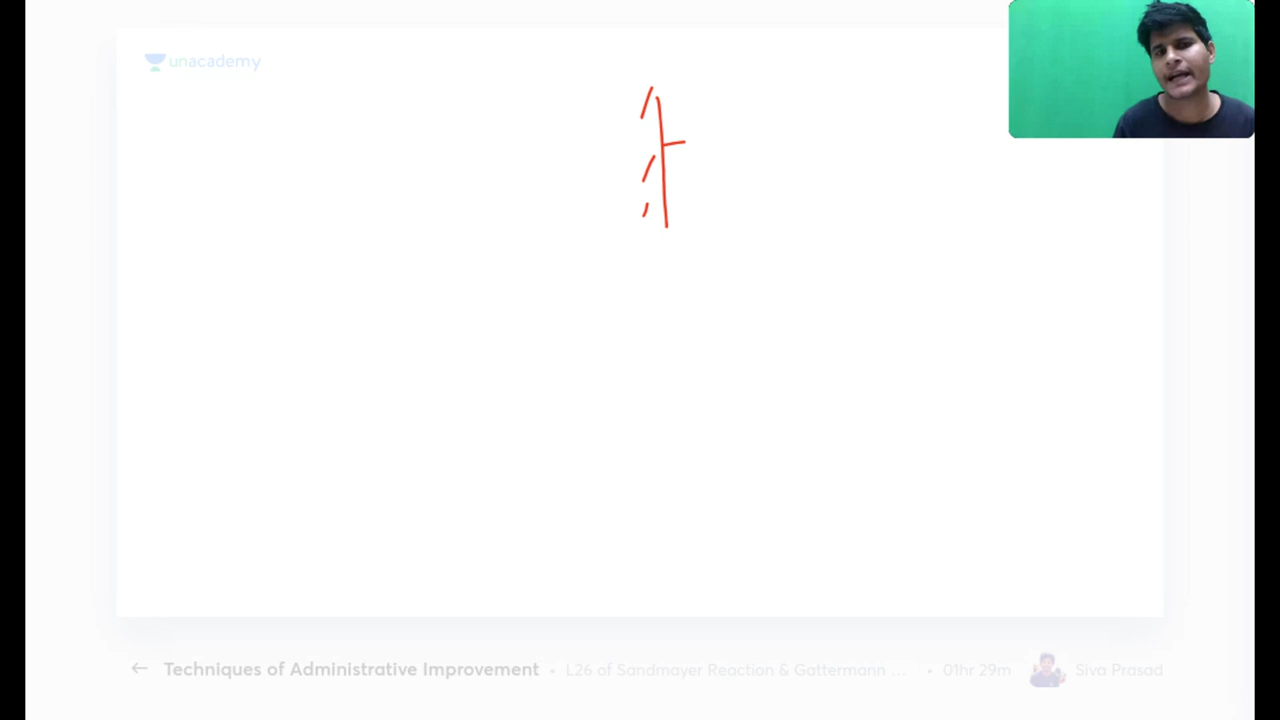 unacademy
Techniques of Administrative Improvement • L26 of Sandmayer Reaction & Gattermann ... • 01hr 29m Siva Prasad